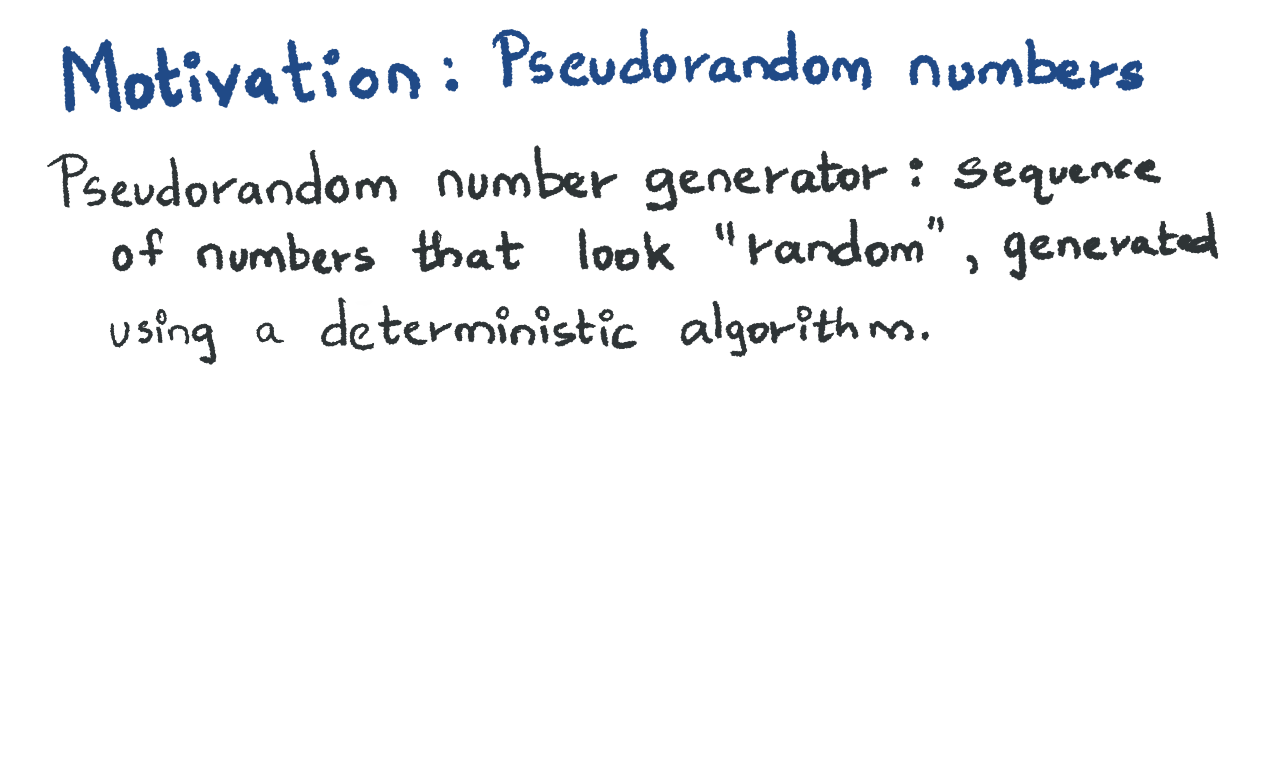 Motivation: Pseudorandom numbers
Pseudorandom number generator: sequence
of numbers that look "random", generated
using a deterministic algorithm.